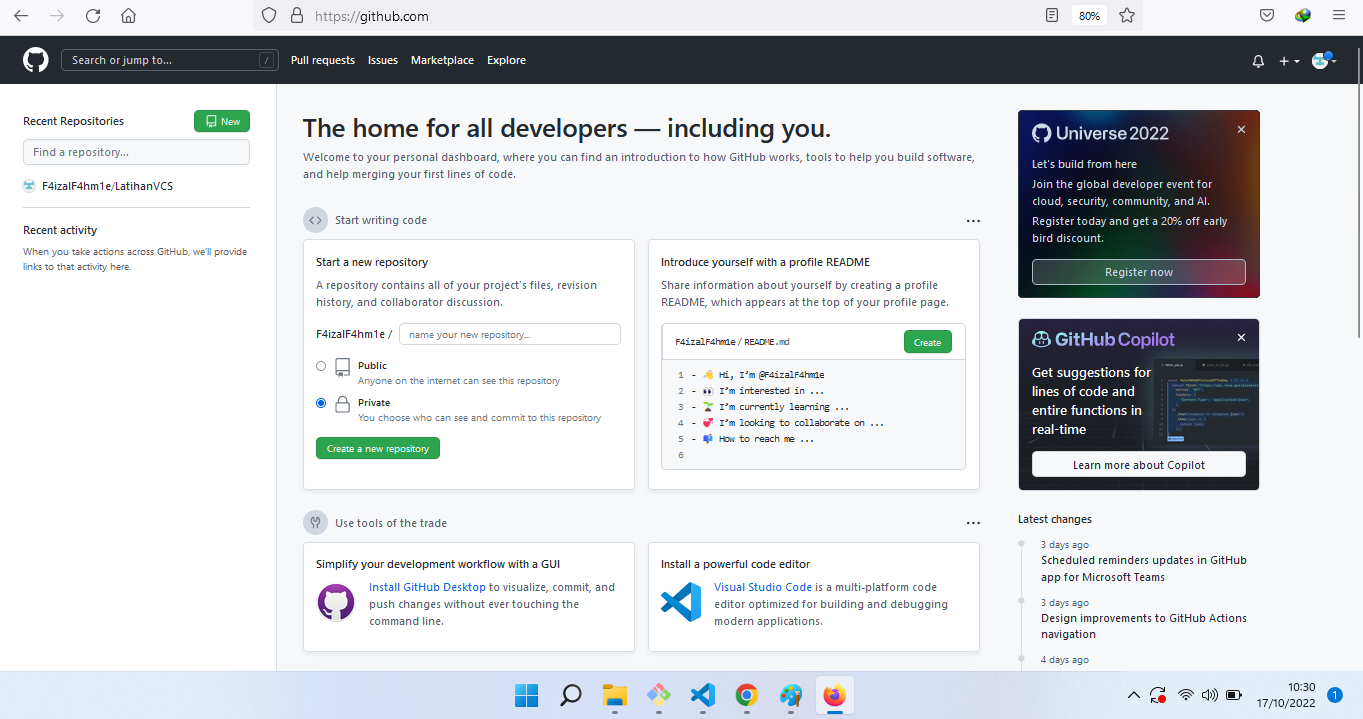 https://github.com
80%
Search or jump to...
/
Pull requests
Issues
Marketplace
Explore
Recent Repositories
New
Find a repository...
F4izalF4hm1e/LatihanVCS
Recent activity
When you take actions across GitHub, we'll provide
links to that activity here.
The home for all developers — including you.
Welcome to your personal dashboard, where you can find an introduction to how GitHub works, tools to help you build software,
and help merging your first lines of code.
Start writing code
Start a new repository
A repository contains all of your project's files, revision
history, and collaborator discussion.
F4izalF4hm1e /
name your new repository...
Public
Anyone on the internet can see this repository
Private
You choose who can see and commit to this repository
Create a new repository
Introduce yourself with a profile README
Share information about yourself by creating a profile
README, which appears at the top of your profile page.
F4izalF4hm1e / README.md
Create
1 - 👋 Hi, I'm @F4izalF4hm1e
2 - 👀 I'm interested in ...
3 - 🌱 I'm currently learning ...
4 - 💞️ I'm looking to collaborate on ...
5 - 📫 How to reach me ...
6
Use tools of the trade
Simplify your development workflow with a GUI
Install GitHub Desktop to visualize, commit, and
push changes without ever touching the
command line.
Install a powerful code editor
Visual Studio Code is a multi-platform code
editor optimized for building and debugging
modern applications.
Universe2022
Let's build from here
Join the global developer event for
cloud, security, community, and AI.
Register today and get a 20% off early
bird discount.
Register now
GitHub Copilot
Get suggestions for
lines of code and
entire functions in
real-time
Learn more about Copilot
Latest changes
3 days ago
Scheduled reminders updates in GitHub
app for Microsoft Teams
3 days ago
Design improvements to GitHub Actions
navigation
4 days ago
10:30
17/10/2022
1